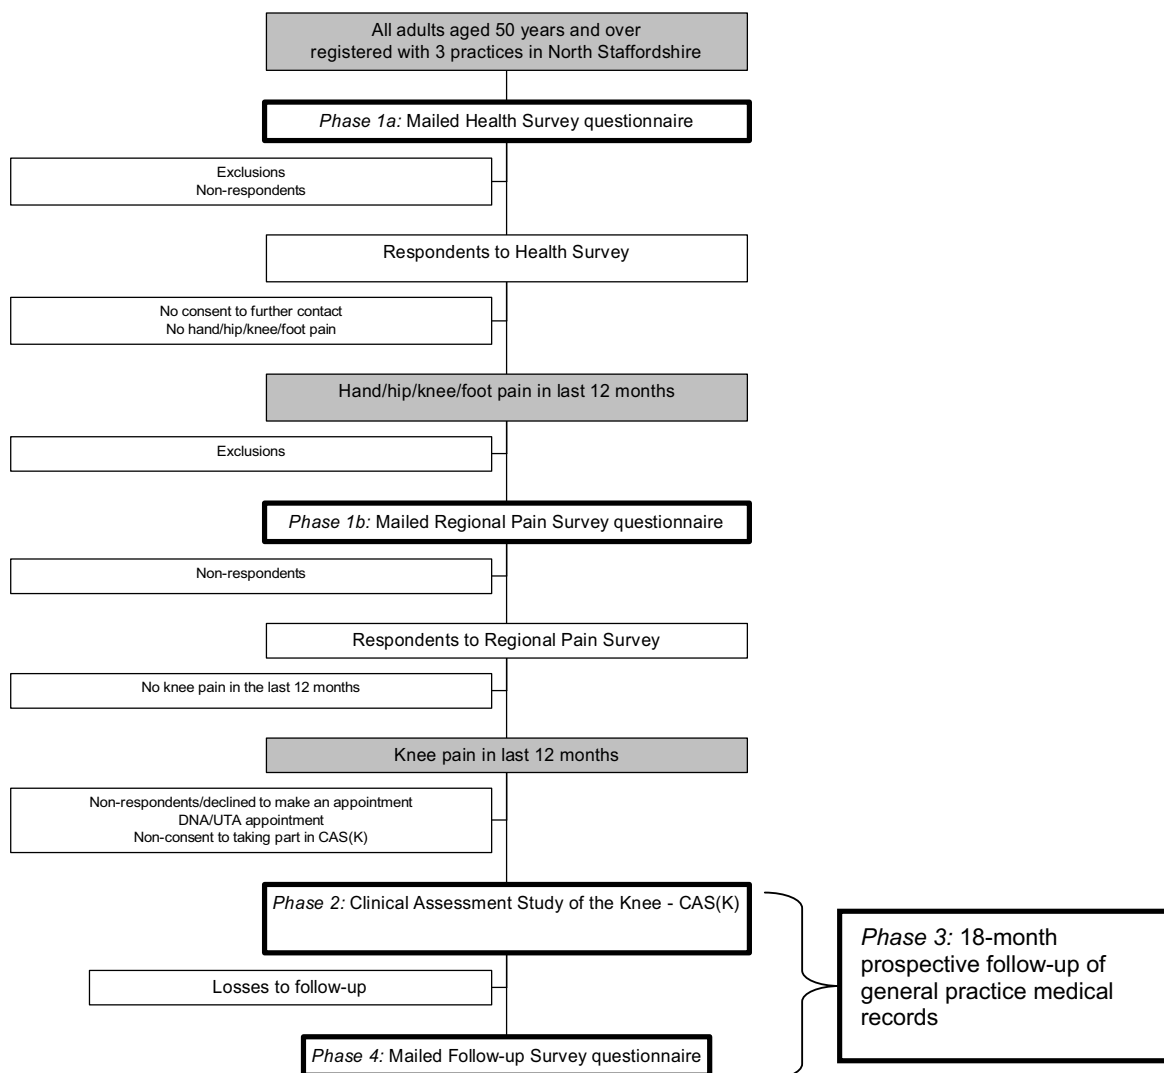 All adults aged 50 years and over
registered with 3 practices in North Staffordshire
Phase 1a: Mailed Health Survey questionnaire
Exclusions
Non-respondents
Respondents to Health Survey
No consent to further contact
No hand/hip/knee/foot pain
Hand/hip/knee/foot pain in last 12 months
Exclusions
Phase 1b: Mailed Regional Pain Survey questionnaire
Non-respondents
Respondents to Regional Pain Survey
No knee pain in the last 12 months
Knee pain in last 12 months
Non-respondents/declined to make an appointment
DNA/UTA appointment
Non-consent to taking part in CAS(K)
Phase 2: Clinical Assessment Study of the Knee - CAS(K)
Phase 3: 18-month
prospective follow-up of
general practice medical
records
Losses to follow-up
Phase 4: Mailed Follow-up Survey questionnaire